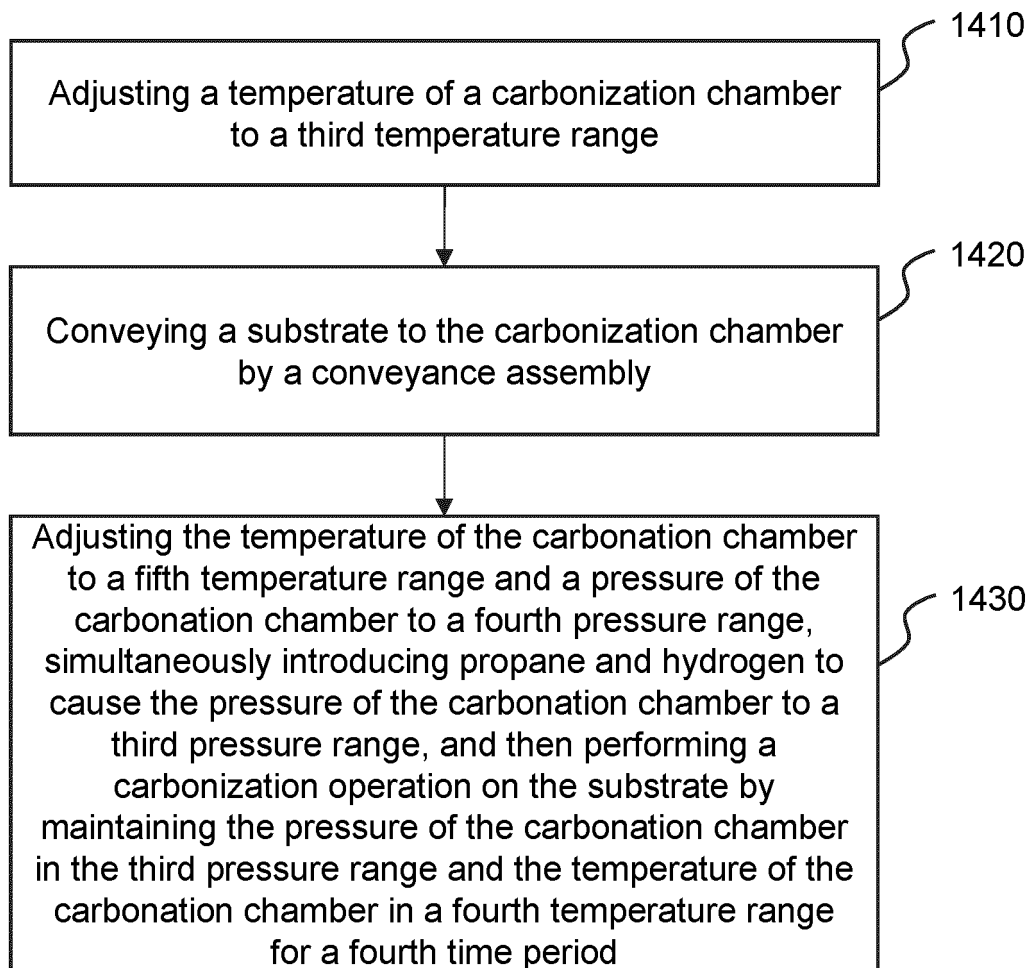 1410
Adjusting a temperature of a carbonization chamber
to a third temperature range
1420
Conveying a substrate to the carbonization chamber
by a conveyance assembly
1430
Adjusting the temperature of the carbonation chamber
to a fifth temperature range and a pressure of the
carbonation chamber to a fourth pressure range,
simultaneously introducing propane and hydrogen to
cause the pressure of the carbonation chamber to a
third pressure range, and then performing a
carbonization operation on the substrate by
maintaining the pressure of the carbonation chamber
in the third pressure range and the temperature of the
carbonation chamber in a fourth temperature range
for a fourth time period